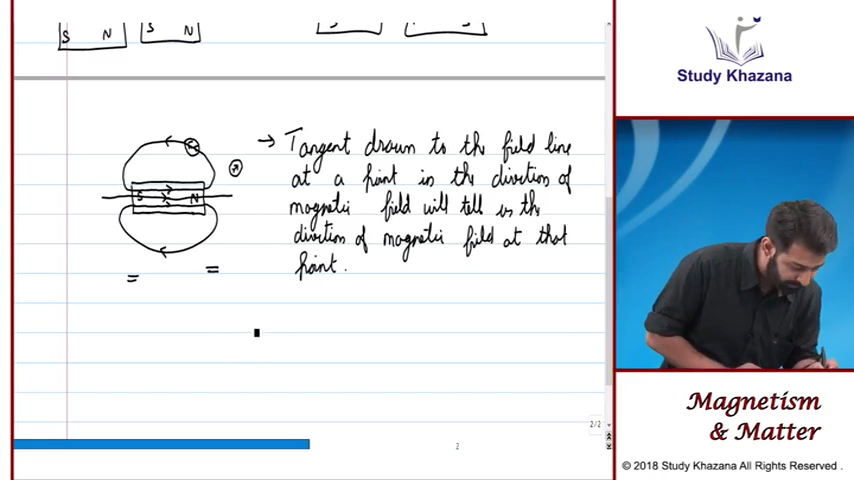 S N S N S
Study Khazana
→ Tangent drawn to the field line
at a point in the direction of
magnetic field will tell us the
S N
direction of magnetic field at that
point.
=
=
2/2
2
Magnetism
& Matter
© 2018 Study Khazana All Rights Reserved .